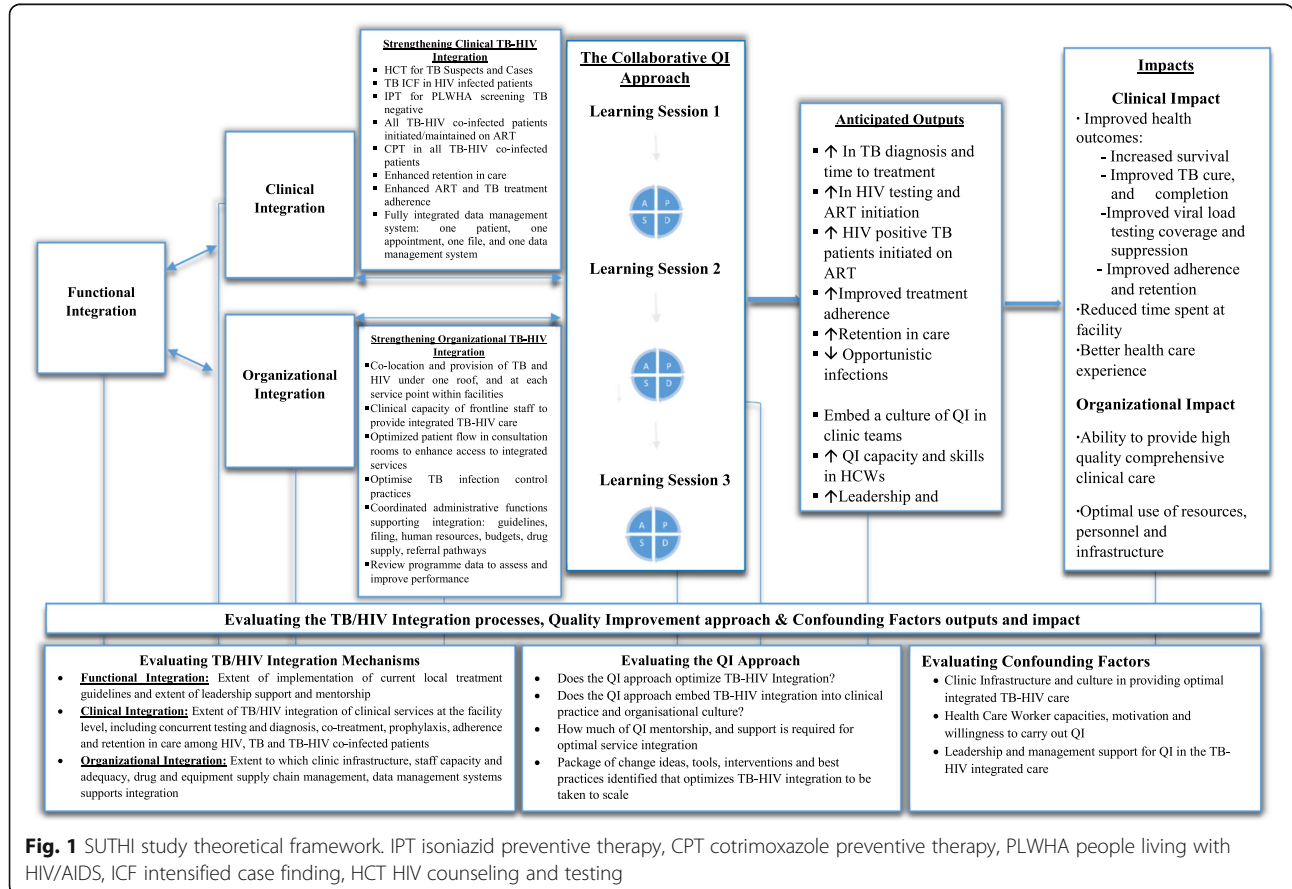 Functional
Integration
Clinical
Integration
Organizational
Integration
Strengthening Clinical TB-HIV
Integration
▪ HCT for TB Suspects and Cases
▪ TB ICF in HIV infected patients
▪ IPT for PLWHA screening TB
negative
▪ All TB-HIV co-infected patients
initiated/maintained on ART
▪ CPT in all TB-HIV co-infected
patients
▪ Enhanced retention in care
▪ Enhanced ART and TB treatment
adherence
▪ Fully integrated data management
system: one patient, one
appointment, one file, and one data
management system
Strengthening Organizational TB-HIV
Integration
▪Co-location and provision of TB and
HIV under one roof, and at each
service point within facilities
▪Clinical capacity of frontline staff to
provide integrated TB-HIV care
▪Optimized patient flow in consultation
rooms to enhance access to integrated
services
▪Optimise TB infection control
practices
▪Coordinated administrative functions
supporting integration: guidelines,
filing, human resources, budgets, drug
supply, referral pathways
▪Review programme data to assess and
improve performance
The Collaborative QI
Approach
Learning Session 1
A P
S D
Learning Session 2
A P
S D
Learning Session 3
A P
S D
Anticipated Outputs
▪ ↑ In TB diagnosis and
time to treatment
▪ ↑In HIV testing and
ART initiation
▪ ↑ HIV positive TB
patients initiated on
ART
▪ ↑Improved treatment
adherence
▪ ↑Retention in care
▪ ↓ Opportunistic
infections
Embed a culture of QI in
clinic teams
▪ ↑ QI capacity and skills
in HCWs
▪ ↑Leadership and
Impacts
Clinical Impact
· Improved health
outcomes:
- Increased survival
- Improved TB cure,
and completion
-Improved viral load
testing coverage and
suppression
- Improved adherence
and retention
·Reduced time spent at
facility
·Better health care
experience
Organizational Impact
·Ability to provide high
quality comprehensive
clinical care
·Optimal use of resources,
personnel and
infrastructure
Evaluating the TB/HIV Integration processes, Quality Improvement approach & Confounding Factors outputs and impact
Evaluating TB/HIV Integration Mechanisms
• Functional Integration: Extent of implementation of current local treatment
guidelines and extent of leadership support and mentorship
• Clinical Integration: Extent of TB/HIV integration of clinical services at the facility
level, including concurrent testing and diagnosis, co-treatment, prophylaxis, adherence
and retention in care among HIV, TB and TB-HIV co-infected patients
• Organizational Integration: Extent to which clinic infrastructure, staff capacity and
adequacy, drug and equipment supply chain management, data management systems
supports integration
Evaluating the QI Approach
• Does the QI approach optimize TB-HIV Integration?
• Does the QI approach embed TB-HIV integration into clinical
practice and organisational culture?
• How much of QI mentorship, and support is required for
optimal service integration
• Package of change ideas, tools, interventions and best
practices identified that optimizes TB-HIV integration to be
taken to scale
Evaluating Confounding Factors
• Clinic Infrastructure and culture in providing optimal
integrated TB-HIV care
• Health Care Worker capacities, motivation and
willingness to carry out QI
• Leadership and management support for QI in the TB-
HIV integrated care
Fig. 1 SUTHI study theoretical framework. IPT isoniazid preventive therapy, CPT cotrimoxazole preventive therapy, PLWHA people living with
HIV/AIDS, ICF intensified case finding, HCT HIV counseling and testing